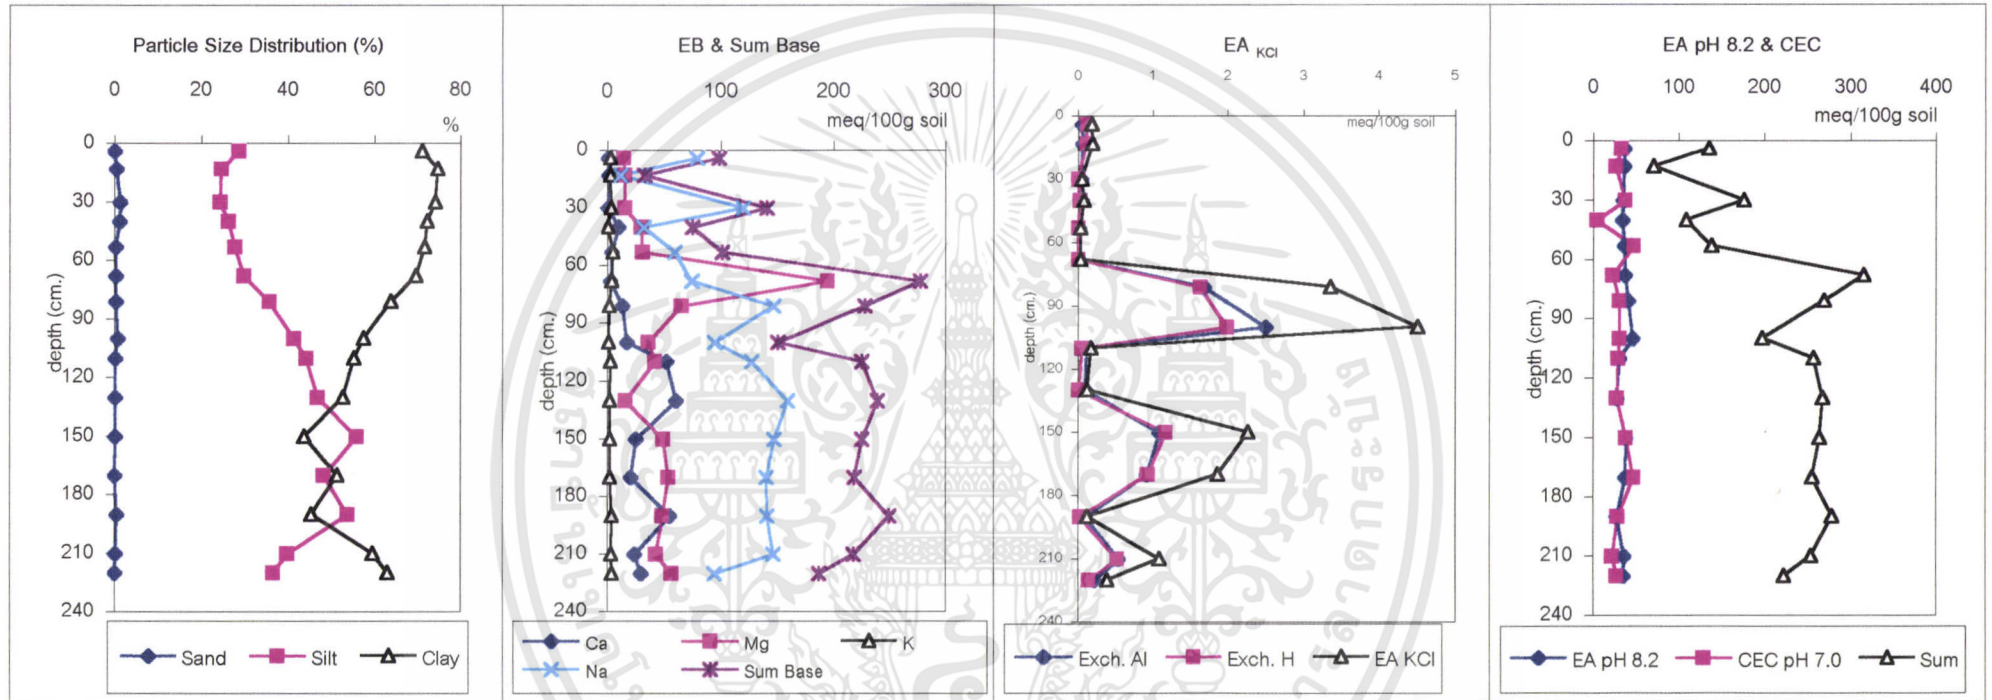 Particle Size Distribution (%)
0 20 40 60 80
%
0
30
60
90
120
150
180
210
240
depth (cm.)
Sand Silt Clay
EB & Sum Base
0 100 200 300
meq/100g soil
0
30
60
90
120
150
180
210
240
depth (cm.)
Ca Mg K
Na Sum Base
EA KCl
0 1 2 3 4 5
meq/100g soil
0
30
60
90
120
150
180
210
240
depth (cm.)
Exch. Al Exch. H EA KCl
EA pH 8.2 & CEC
0 100 200 300 400
meq/100g soil
0
30
60
90
120
150
180
210
240
depth (cm.)
EA pH 8.2 CEC pH 7.0 Sum